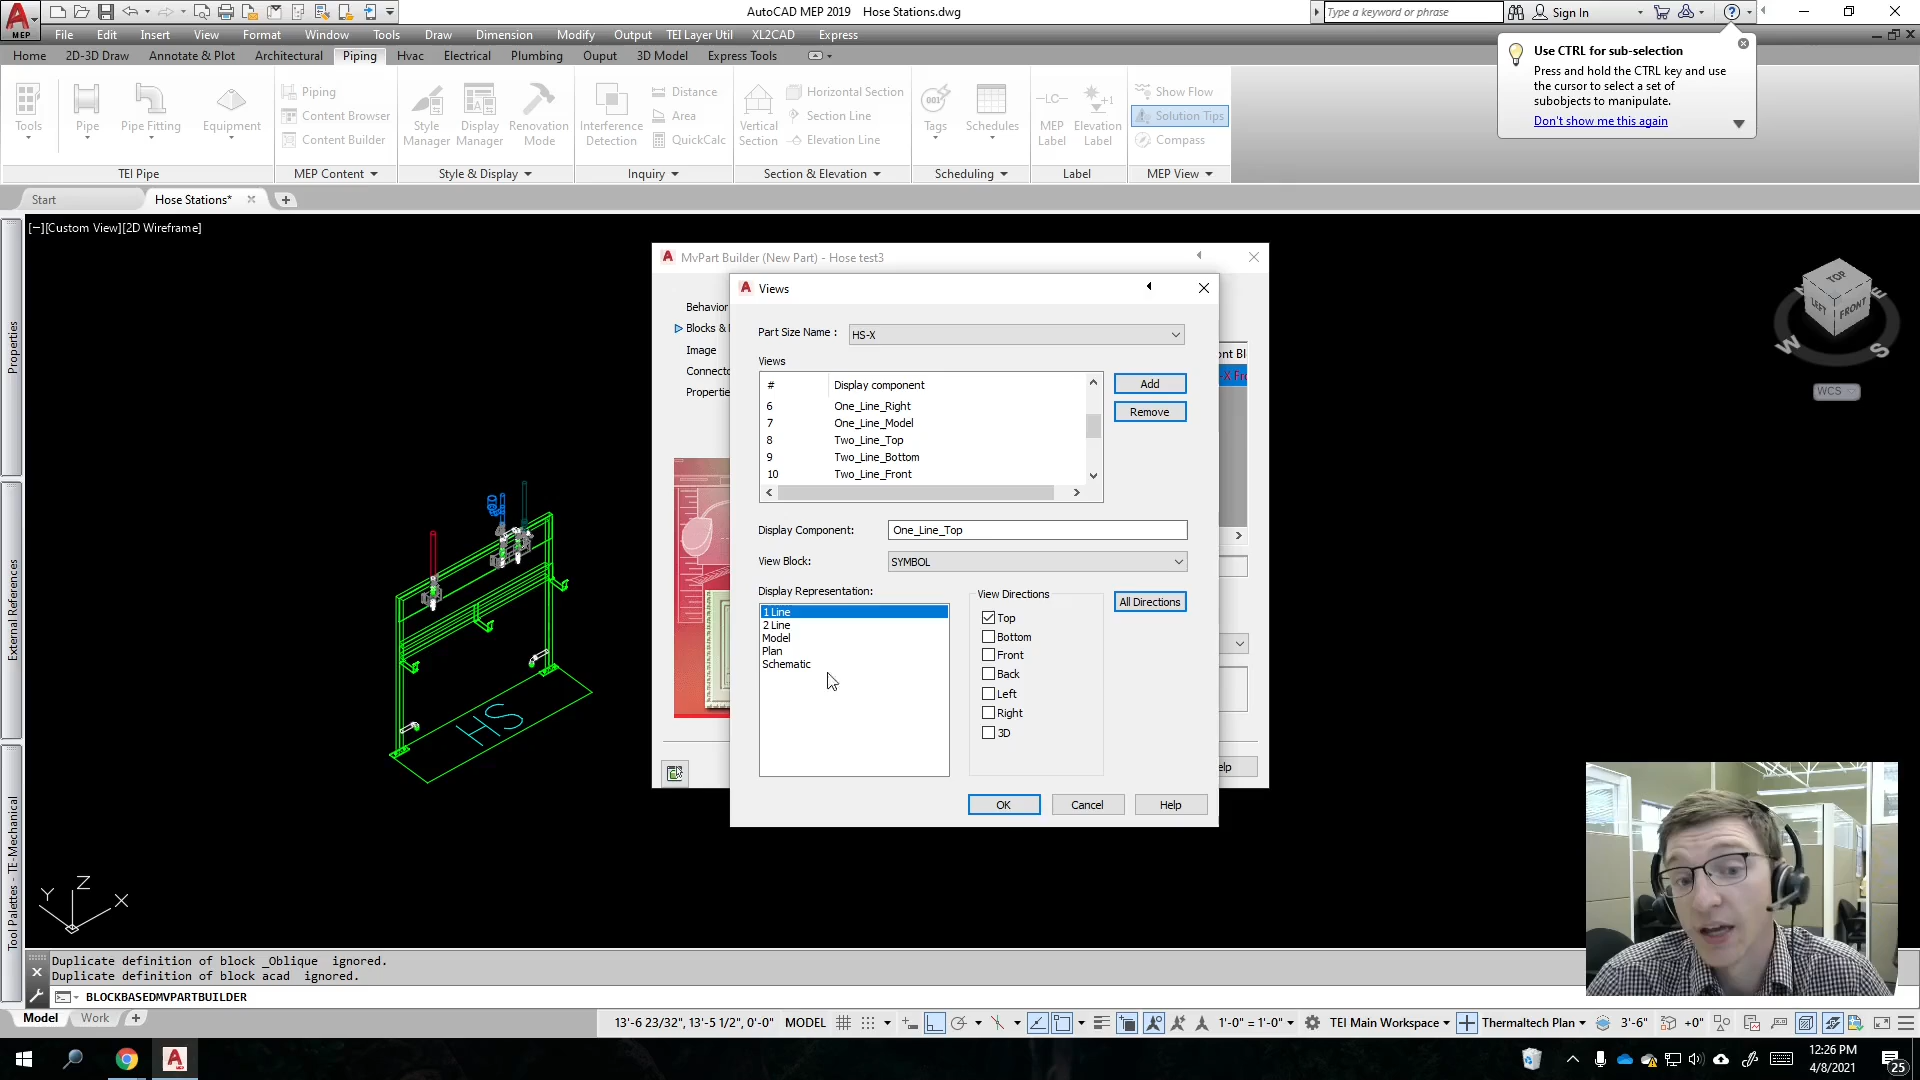 AutoCAD MEP 2019 Hose Stations.dwg
Type a keyword or phrase
Sign In
MEP
File Edit Insert View Format Window Tools Draw Dimension Modify Output TEI Layer Util XL2CAD Express
Home 2D-3D Draw Annotate & Plot Architectural Piping Hvac Electrical Plumbing Ouput 3D Model Express Tools
Use CTRL for sub-selection
Press and hold the CTRL key and use
the cursor to select a set of
subobjects to manipulate.
Don't show me this again
Tools
Pipe
Pipe Fitting
Equipment
Piping
Content Browser
Content Builder
Style
Manager
Display
Manager
Renovation
Mode
Interference
Detection
Distance
Area
QuickCalc
Vertical
Section
Horizontal Section
Section Line
Elevation Line
Tags
Schedules
MEP
Label
Elevation
Label
Show Flow
Solution Tips
Compass
TEI Pipe
MEP Content
Style & Display
Inquiry
Section & Elevation
Scheduling
Label
MEP View
Start
Hose Stations*
[−][Custom View][2D Wireframe]
Properties
External References
Tool Palettes - TE-Mechanical
TOP
LEFT
FRONT
W
S
WCS
MvPart Builder (New Part) - Hose test3
Behavior
Blocks &
Image
Connecto
Propertie
ont Bl
-X Fro
elp
Views
Part Size Name :
HS-X
Views
# Display component
6 One_Line_Right
7 One_Line_Model
8 Two_Line_Top
9 Two_Line_Bottom
10 Two_Line_Front
Add
Remove
Display Component:
One_Line_Top
View Block:
SYMBOL
Display Representation:
1 Line
2 Line
Model
Plan
Schematic
View Directions
Top
Bottom
Front
Back
Left
Right
3D
All Directions
OK
Cancel
Help
HS
Z
Y
X
Duplicate definition of block _Oblique ignored.
Duplicate definition of block acad ignored.
BLOCKBASEDMVPARTBUILDER
Model Work
13'-6 23/32", 13'-5 1/2", 0'-0" MODEL
1'-0" = 1'-0"
TEI Main Workspace
Thermaltech Plan
3'-6"
+0"
12:26 PM
4/8/2021
25